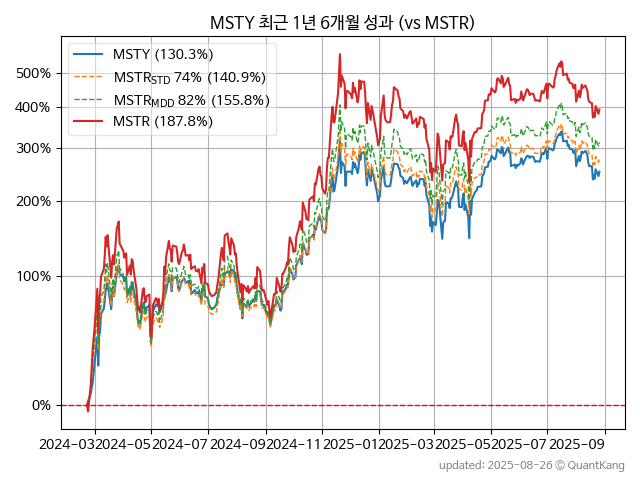 MSTY 최근 1년 6개월 성과 (vs MSTR)
MSTY (130.3%)
MSTR_STD 74% (140.9%)
MSTR_MDD 82% (155.8%)
MSTR (187.8%)
500%
400%
300%
200%
100%
0%
2024-03 2024-05 2024-07 2024-09 2024-11 2025-01 2025-03 2025-05 2025-07 2025-09
updated: 2025-08-26 © QuantKang